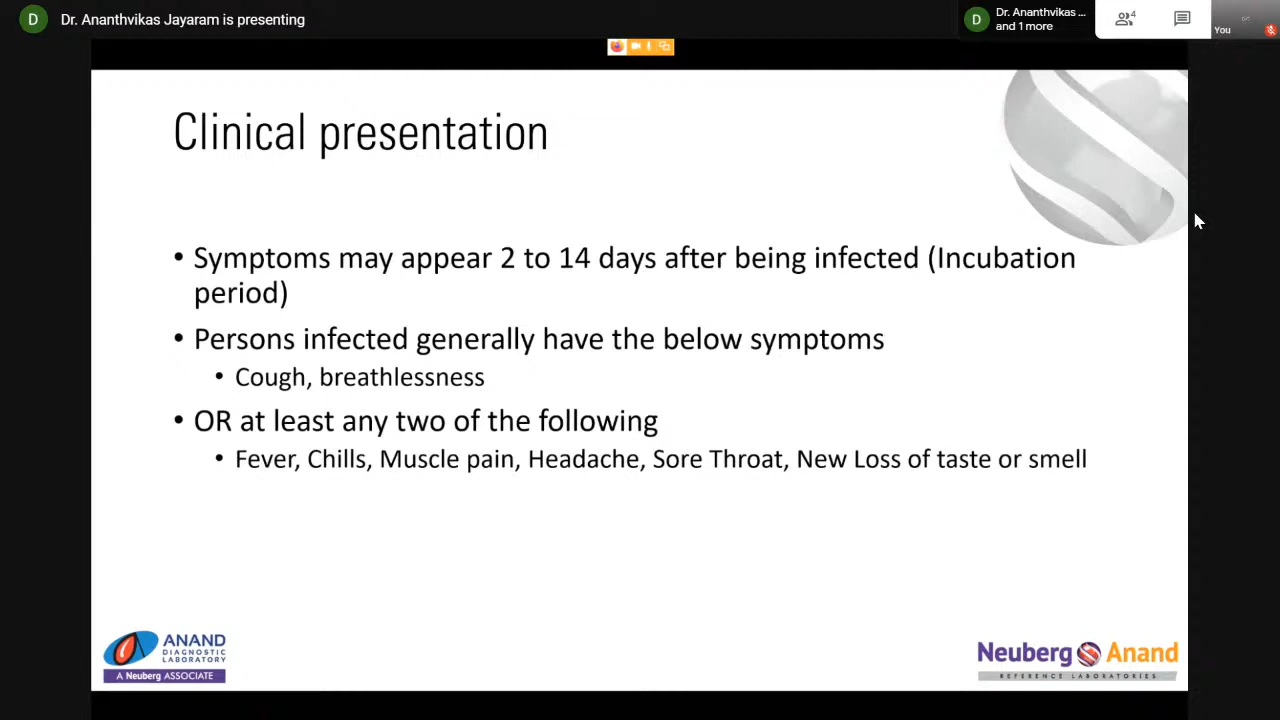 D Dr. Ananthvikas Jayaram is presenting
D Dr. Ananthvikas ...
and 1 more
4
You
Clinical presentation
• Symptoms may appear 2 to 14 days after being infected (Incubation
period)
• Persons infected generally have the below symptoms
• Cough, breathlessness
• OR at least any two of the following
• Fever, Chills, Muscle pain, Headache, Sore Throat, New Loss of taste or smell
ANAND
DIAGNOSTIC
LABORATORY
A Neuberg ASSOCIATE
Neuberg Anand
REFERENCE LABORATORIES